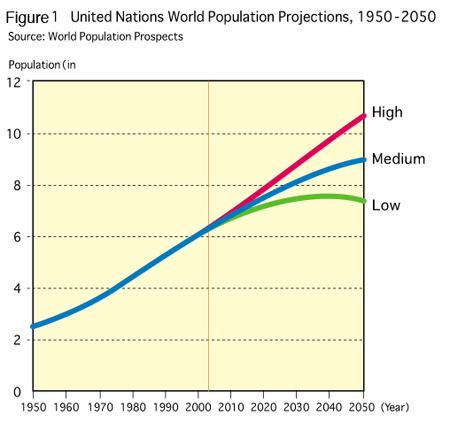 Figure 1 United Nations World Population Projections, 1950-2050
Source: World Population Prospects
Population (in
12
10
8
6
4
2
0
High
Medium
Low
1950 1960 1970 1980 1990 2000 2010 2020 2030 2040 2050 (Year)